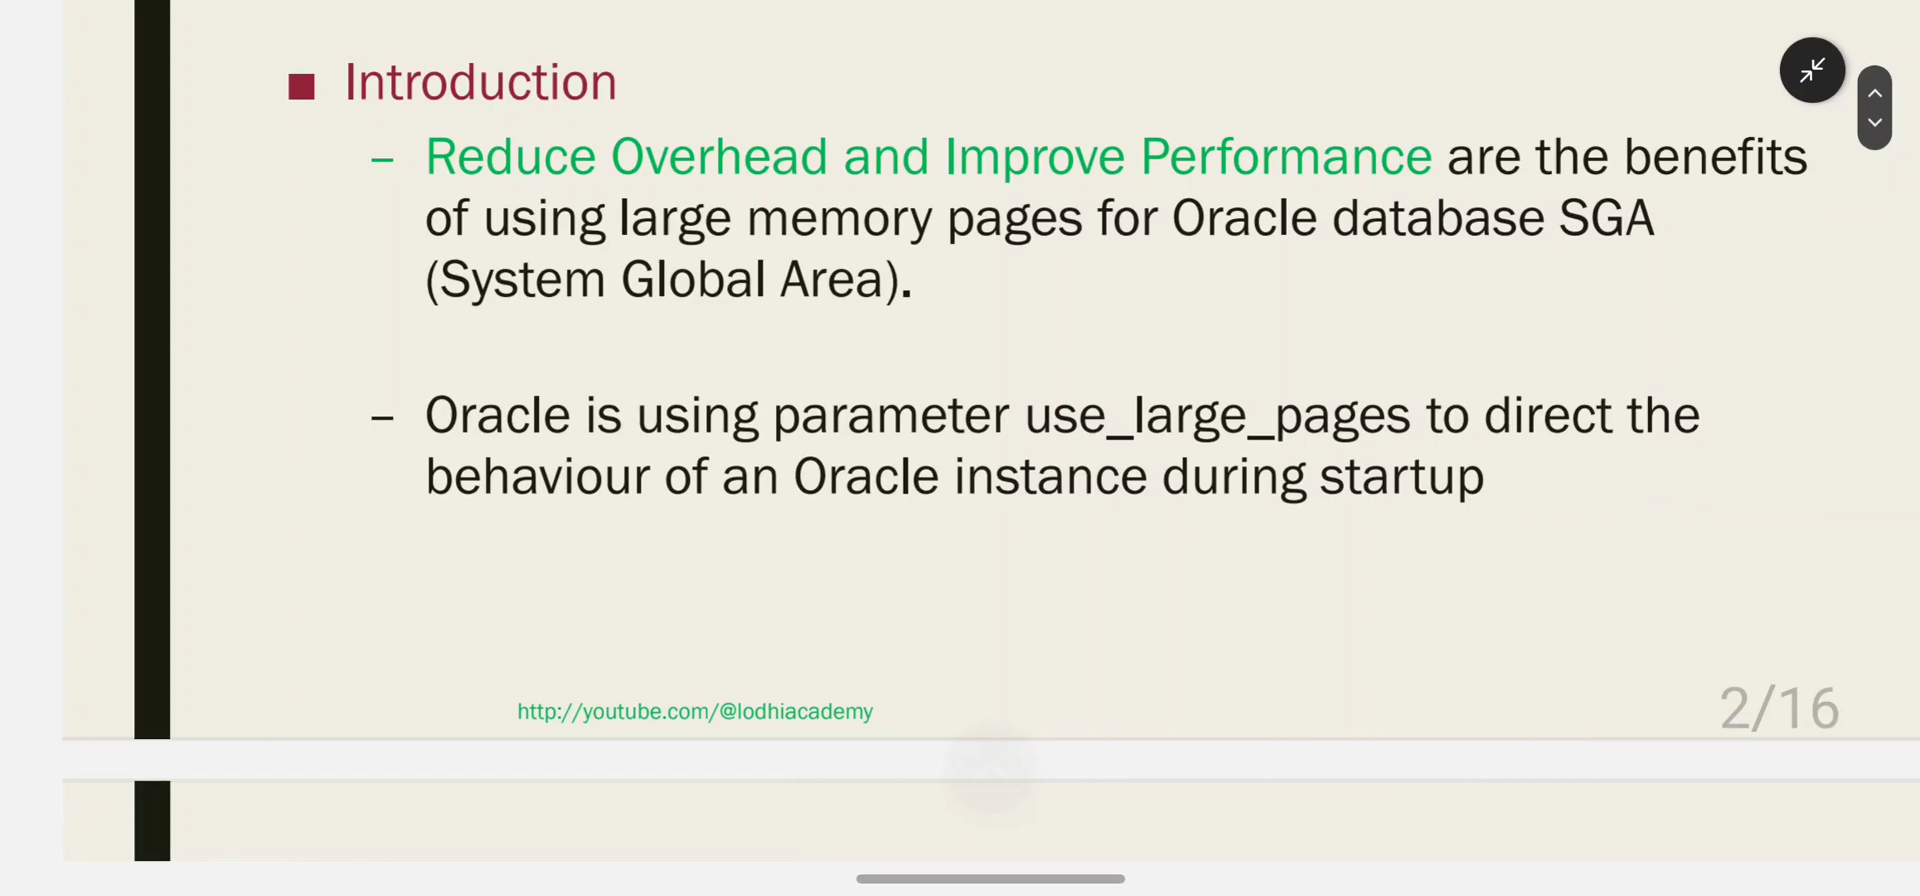 Introduction
– Reduce Overhead and Improve Performance are the benefits
of using large memory pages for Oracle database SGA
(System Global Area).
– Oracle is using parameter use_large_pages to direct the
behaviour of an Oracle instance during startup
http://youtube.com/@lodhiacademy
2/16